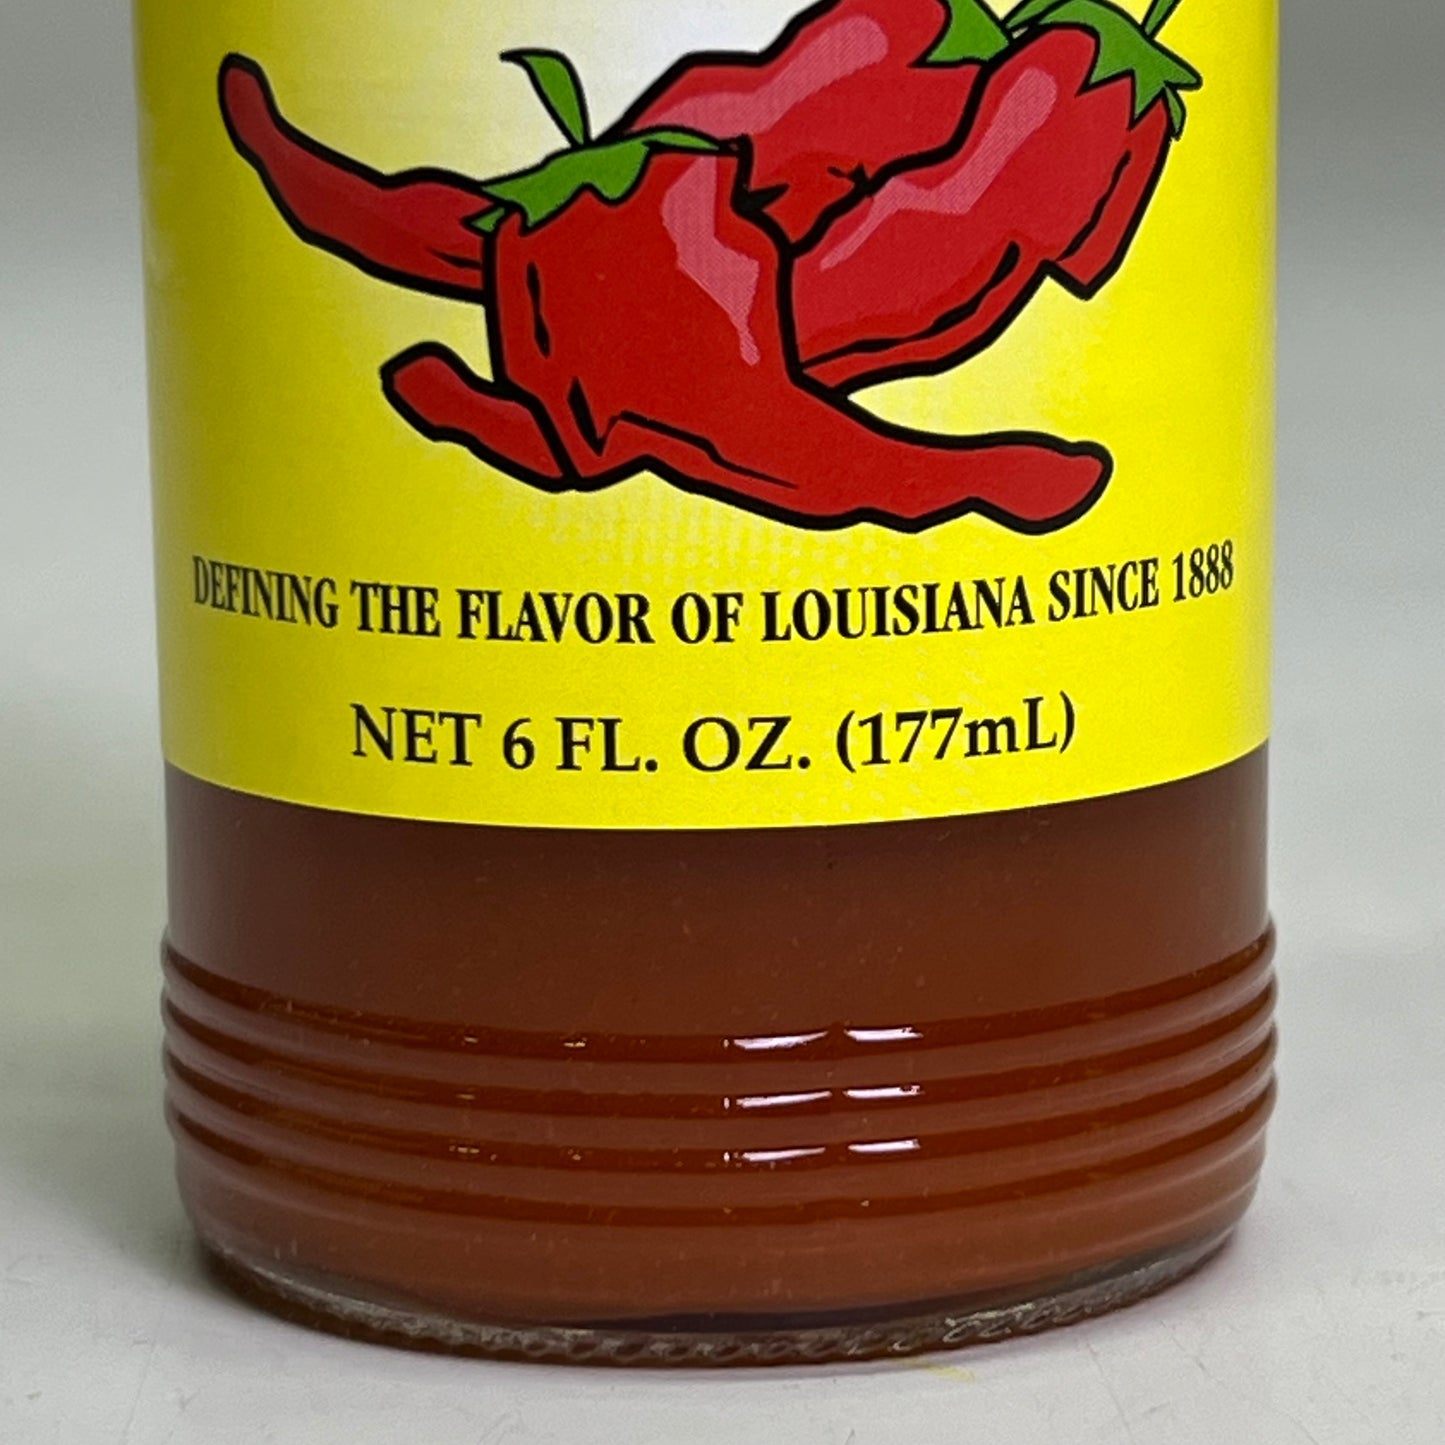 DEFINING THE FLAVOR OF LOUISIANA SINCE 1888
NET 6 FL. OZ. (177mL)